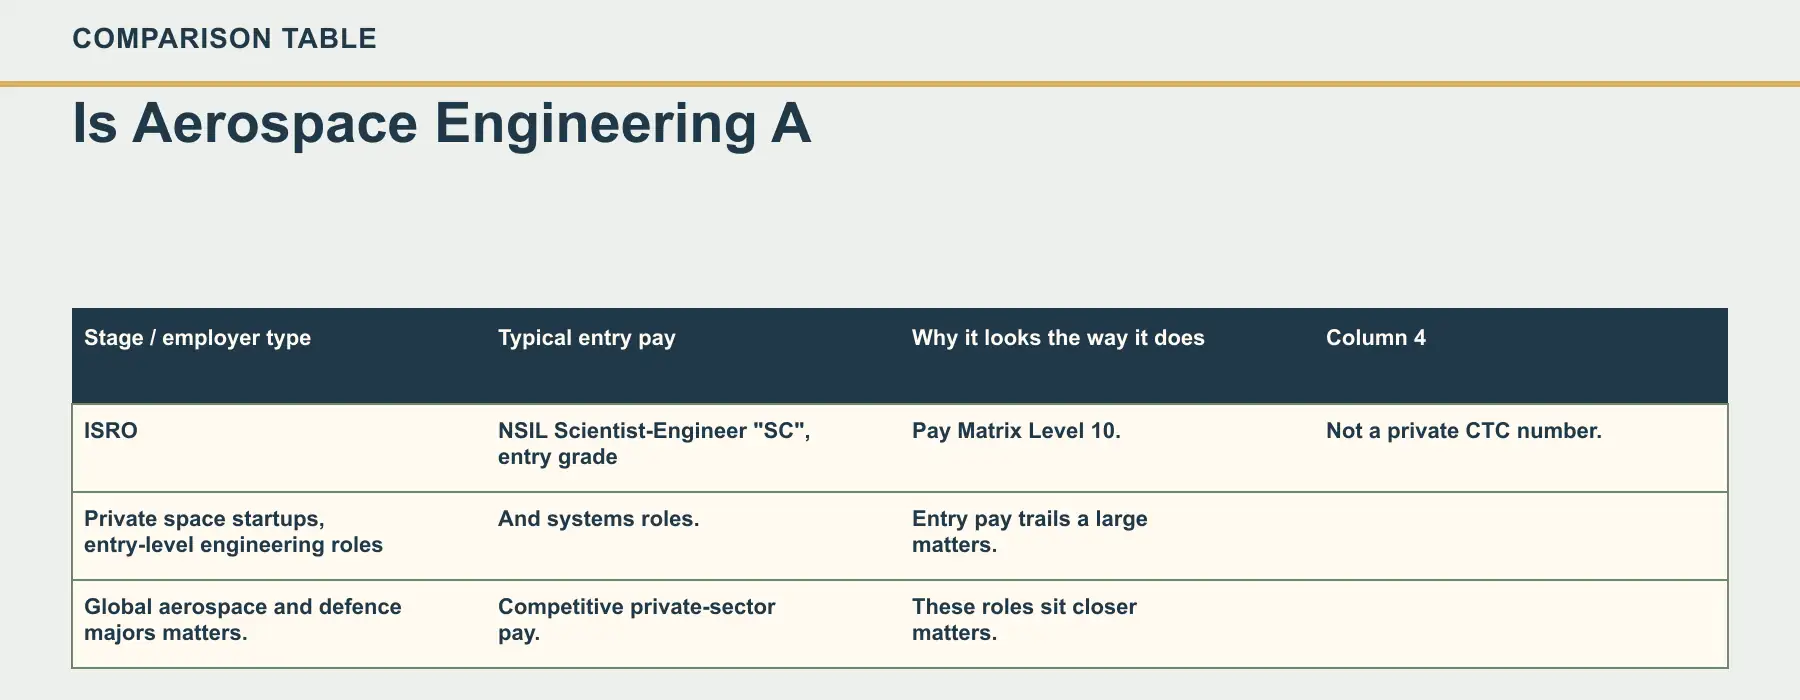 COMPARISON TABLE
Is Aerospace Engineering A
Stage / employer type
Typical entry pay
Why it looks the way it does
Column 4
ISRO
NSIL Scientist-Engineer "SC",
entry grade
Pay Matrix Level 10.
Not a private CTC number.
Private space startups,
entry-level engineering roles
And systems roles.
Entry pay trails a large
matters.
Global aerospace and defence
majors matters.
Competitive private-sector
pay.
These roles sit closer
matters.